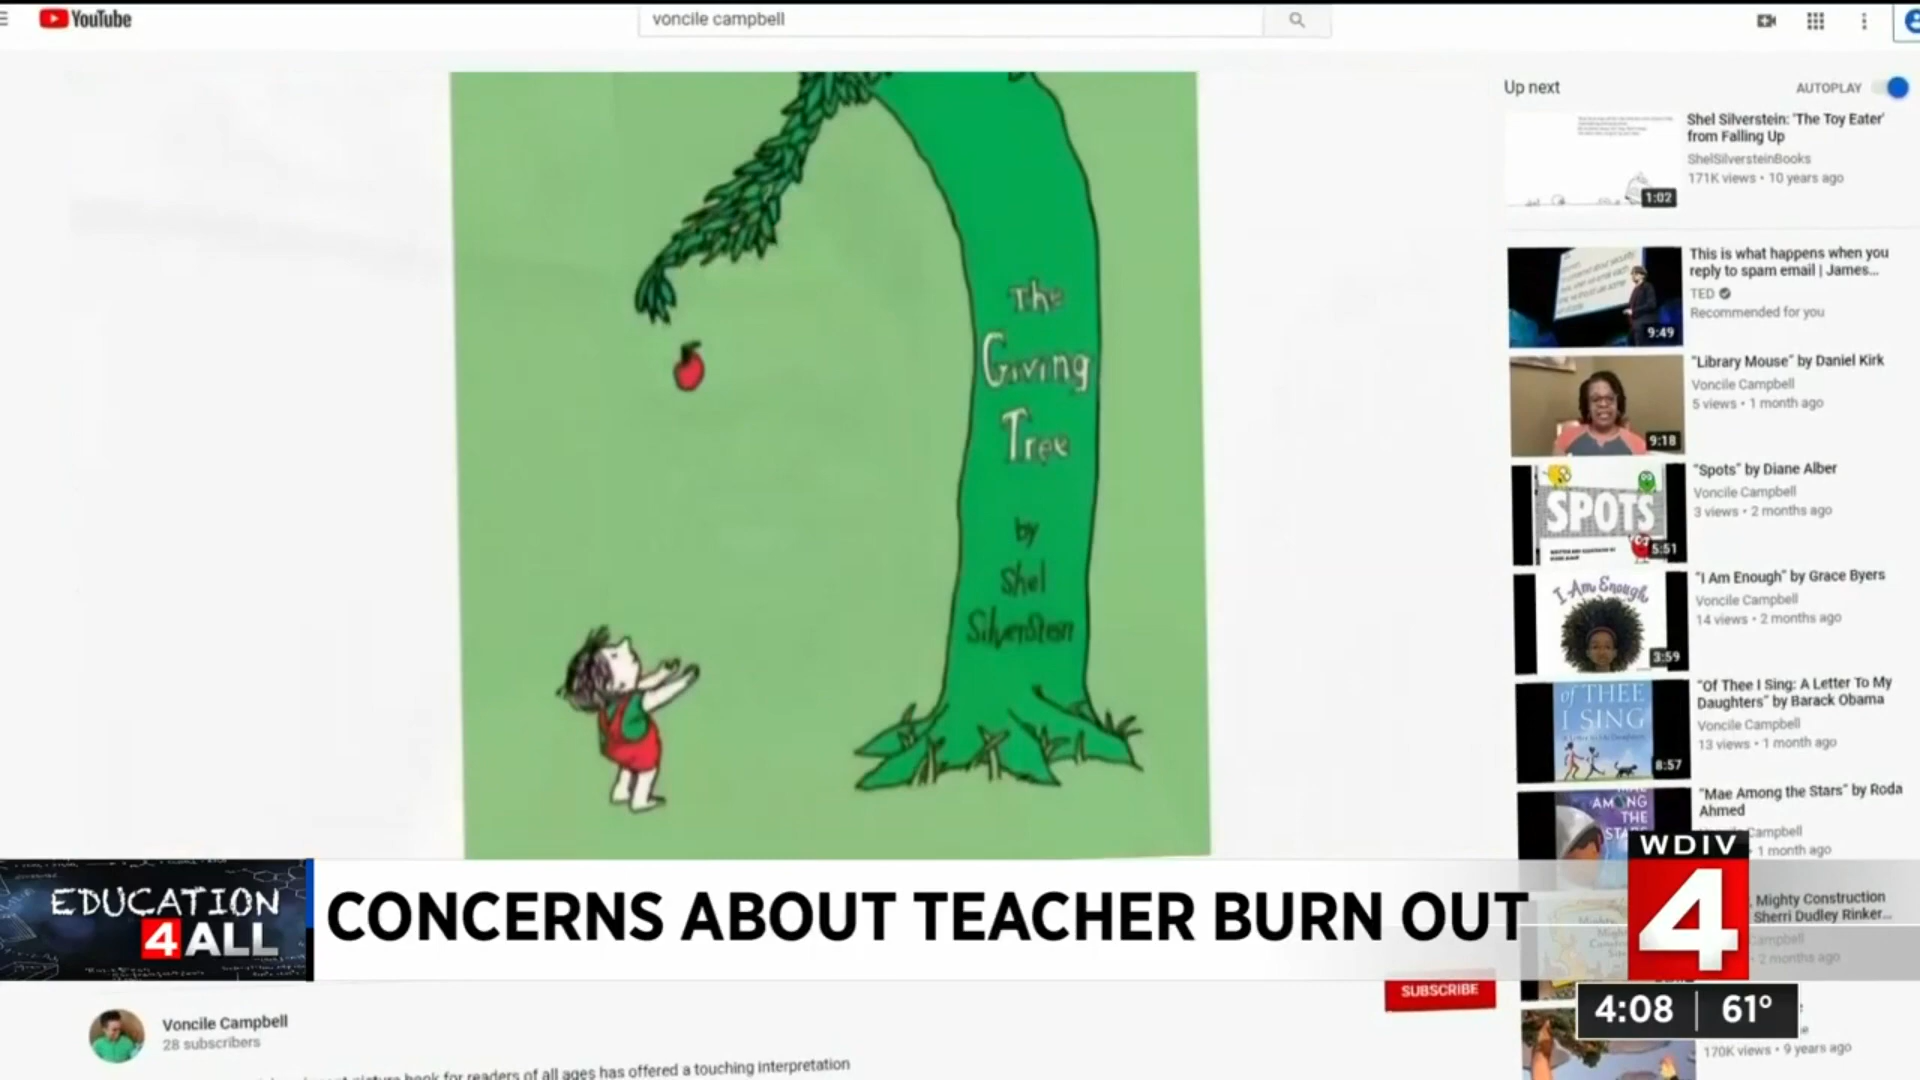 YouTube
voncile campbell
The
Giving
Tree
by
Shel
Silverstein
Up next
AUTOPLAY
Shel Silverstein: 'The Toy Eater'
from Falling Up
ShelSilversteinBooks
171K views • 10 years ago
1:02
This is what happens when you
reply to spam email | James...
TED
Recommended for you
9:49
"Library Mouse" by Daniel Kirk
Voncile Campbell
5 views • 1 month ago
9:18
"Spots" by Diane Alber
Voncile Campbell
3 views • 2 months ago
SPOTS
5:51
"I Am Enough" by Grace Byers
Voncile Campbell
14 views • 2 months ago
I Am Enough
3:59
"Of Thee I Sing: A Letter To My
Daughters" by Barack Obama
Voncile Campbell
13 views • 1 month ago
of THEE
I SING
8:57
"Mae Among the Stars" by Roda
Ahmed
Campbell
• 1 month ago
AMONG
THE
Mighty Construction
Sherri Dudley Rinker...
Campbell
• 2 months ago
EDUCATION
4 ALL
CONCERNS ABOUT TEACHER BURN OUT
WDIV
4
4:08 61°
SUBSCRIBE
Voncile Campbell
28 subscribers
picture book for readers of all ages has offered a touching interpretation
170K views • 9 years ago